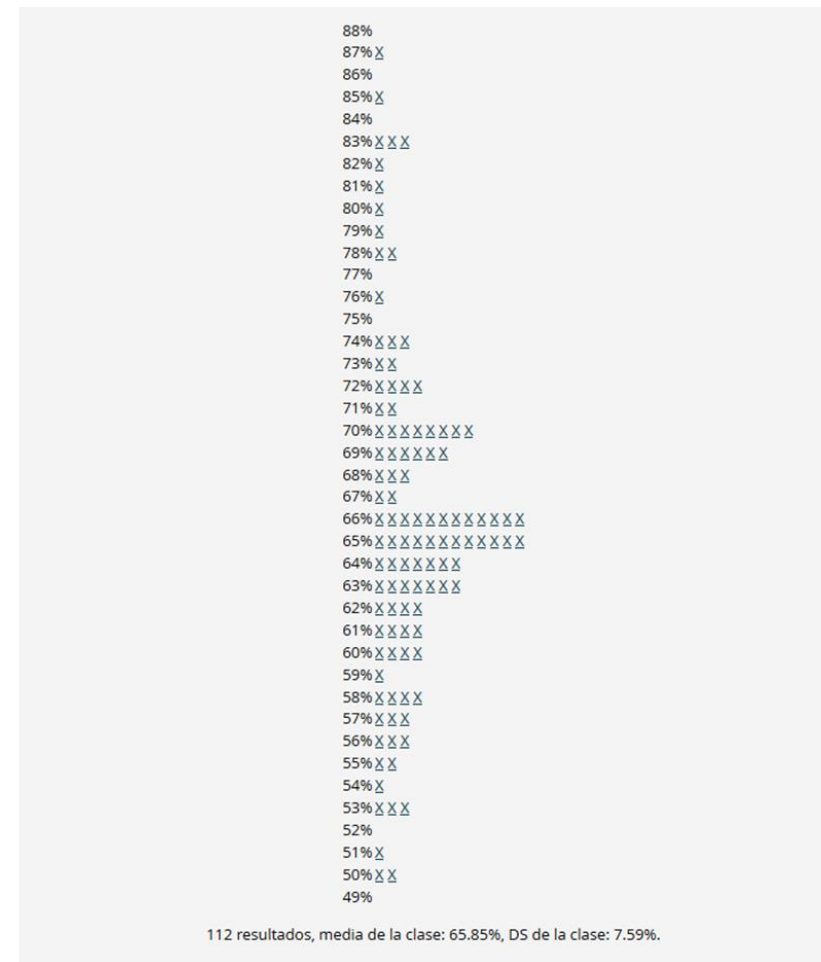 88%
87% X
86%
85% X
84%
83% X X X
82% X
81% X
80% X
79% X
78% X X
77%
76% X
75%
74% X X X
73% X X
72% X X X X
71% X X
70% X X X X X X X X
69% X X X X X X
68% X X X
67% X X
66% X X X X X X X X X X X X
65% X X X X X X X X X X X X
64% X X X X X X X
63% X X X X X X X
62% X X X X
61% X X X X
60% X X X X
59% X
58% X X X X
57% X X X
56% X X X
55% X X
54% X
53% X X X
52%
51% X
50% X X
49%
112 resultados, media de la clase: 65.85%, DS de la clase: 7.59%.